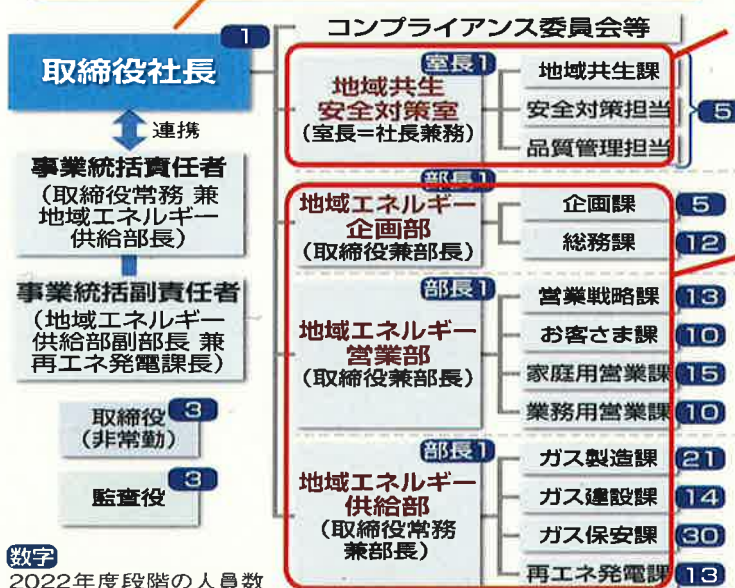 取締役社長
1
連携
事業統括責任者
(取締役常務 兼
地域エネルギー
供給部長)
事業統括副責任者
(地域エネルギー
供給部副部長 兼
再エネ発電課長)
取締役
(非常勤)
3
監査役
3
数字
2022年度段階の人員数
コンプライアンス委員会等
室長1
地域共生
安全対策室
(室長=社長兼務)
地域共生課
安全対策担当
品質管理担当
5
部長1
地域エネルギー
企画部
(取締役兼部長)
企画課 5
総務課 12
部長1
地域エネルギー
営業部
(取締役兼部長)
営業戦略課 13
お客さま課 10
家庭用営業課 15
業務用営業課 10
部長1
地域エネルギー
供給部
(取締役常務
兼部長)
ガス製造課 21
ガス建設課 14
ガス保安課 30
再エネ発電課 13